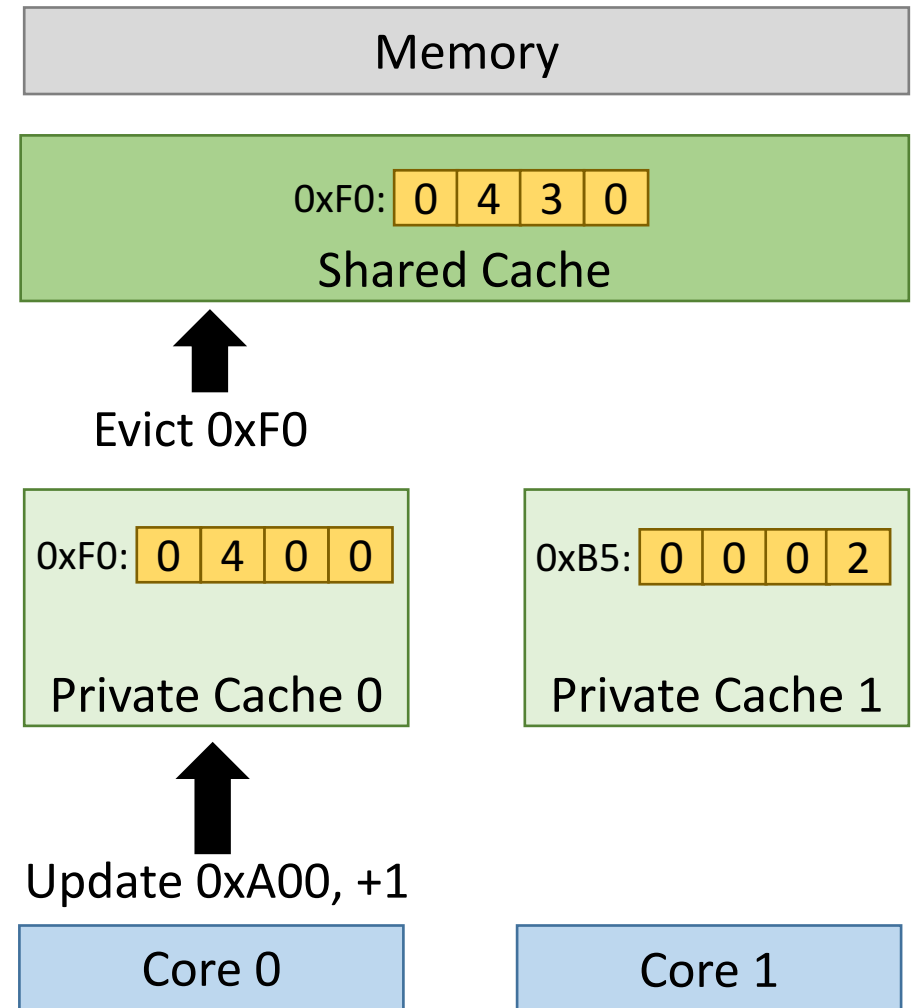 Memory
0xF0: 0 4 3 0
Shared Cache
Evict 0xF0
0xF0: 0 4 0 0
Private Cache 0
0xB5: 0 0 0 2
Private Cache 1
Update 0xA00, +1
Core 0
Core 1